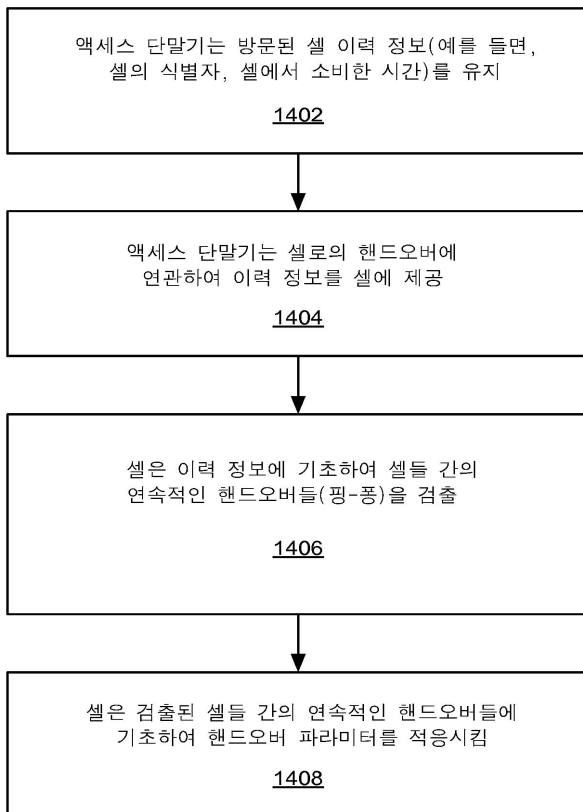 액세스 단말기는 방문된 셀 이력 정보(예를 들면,
셀의 식별자, 셀에서 소비한 시간)를 유지
1402
액세스 단말기는 셀로의 핸드오버에
연관하여 이력 정보를 셀에 제공
1404
셀은 이력 정보에 기초하여 셀들 간의
연속적인 핸드오버들(핑-퐁)을 검출
1406
셀은 검출된 셀들 간의 연속적인 핸드오버들에
기초하여 핸드오버 파라미터를 적응시킴
1408